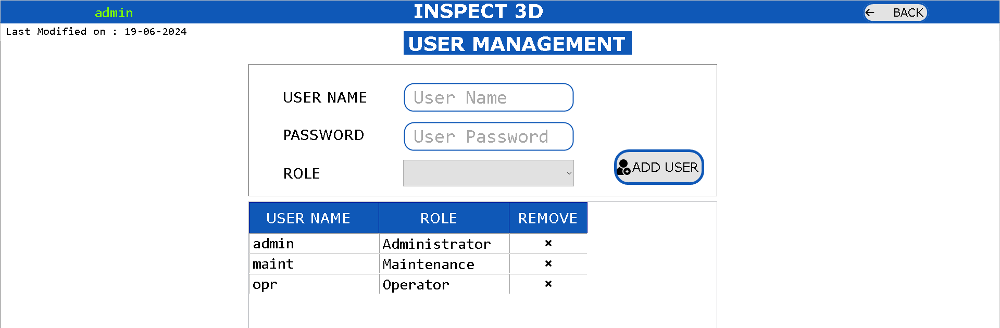 admin
INSPECT 3D
BACK
Last Modified on : 19-06-2024
USER MANAGEMENT
USER NAME
User Name
PASSWORD
User Password
ROLE
ADD USER
USER NAME ROLE REMOVE
admin Administrator
maint Maintenance
opr Operator